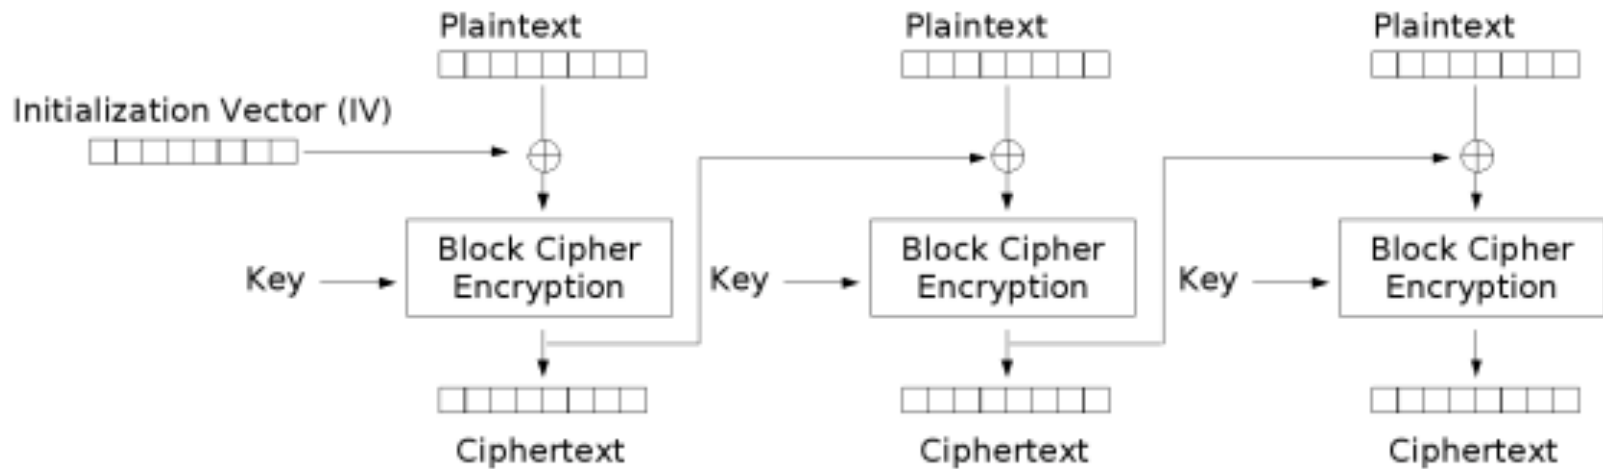 Plaintext
Plaintext
Plaintext
Initialization Vector (IV)
Key
Block Cipher
Encryption
Key
Block Cipher
Encryption
Key
Block Cipher
Encryption
Ciphertext
Ciphertext
Ciphertext